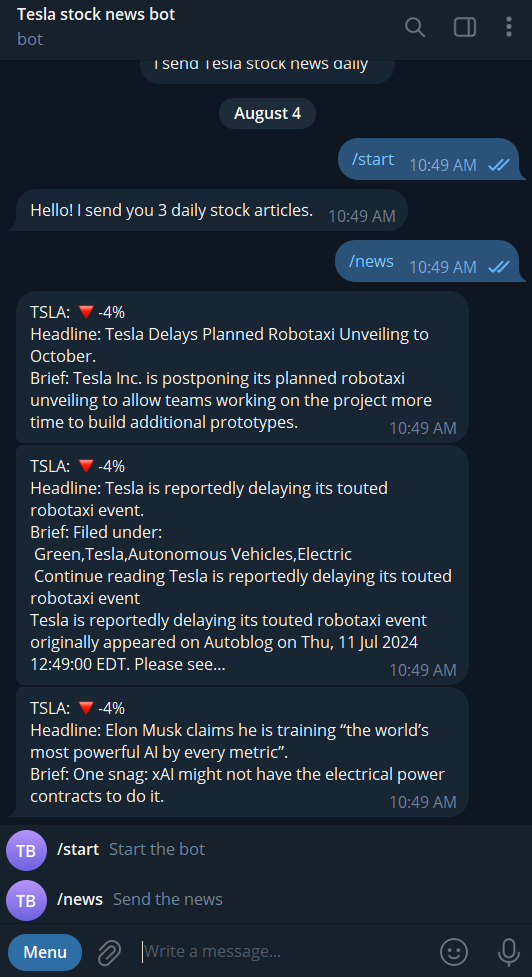 Tesla stock news bot
bot
I send Tesla stock news daily
August 4
/start 10:49 AM
Hello! I send you 3 daily stock articles. 10:49 AM
/news 10:49 AM
TSLA: 🔻 -4%
Headline: Tesla Delays Planned Robotaxi Unveiling to
October.
Brief: Tesla Inc. is postponing its planned robotaxi
unveiling to allow teams working on the project more
time to build additional prototypes. 10:49 AM
TSLA: 🔻 -4%
Headline: Tesla is reportedly delaying its touted
robotaxi event.
Brief: Filed under:
Green,Tesla,Autonomous Vehicles,Electric
Continue reading Tesla is reportedly delaying its touted
robotaxi event
Tesla is reportedly delaying its touted robotaxi event
originally appeared on Autoblog on Thu, 11 Jul 2024
12:49:00 EDT. Please see... 10:49 AM
TSLA: 🔻 -4%
Headline: Elon Musk claims he is training “the world’s
most powerful AI by every metric”.
Brief: One snag: xAI might not have the electrical power
contracts to do it. 10:49 AM
TB /start Start the bot
TB /news Send the news
Menu Write a message...